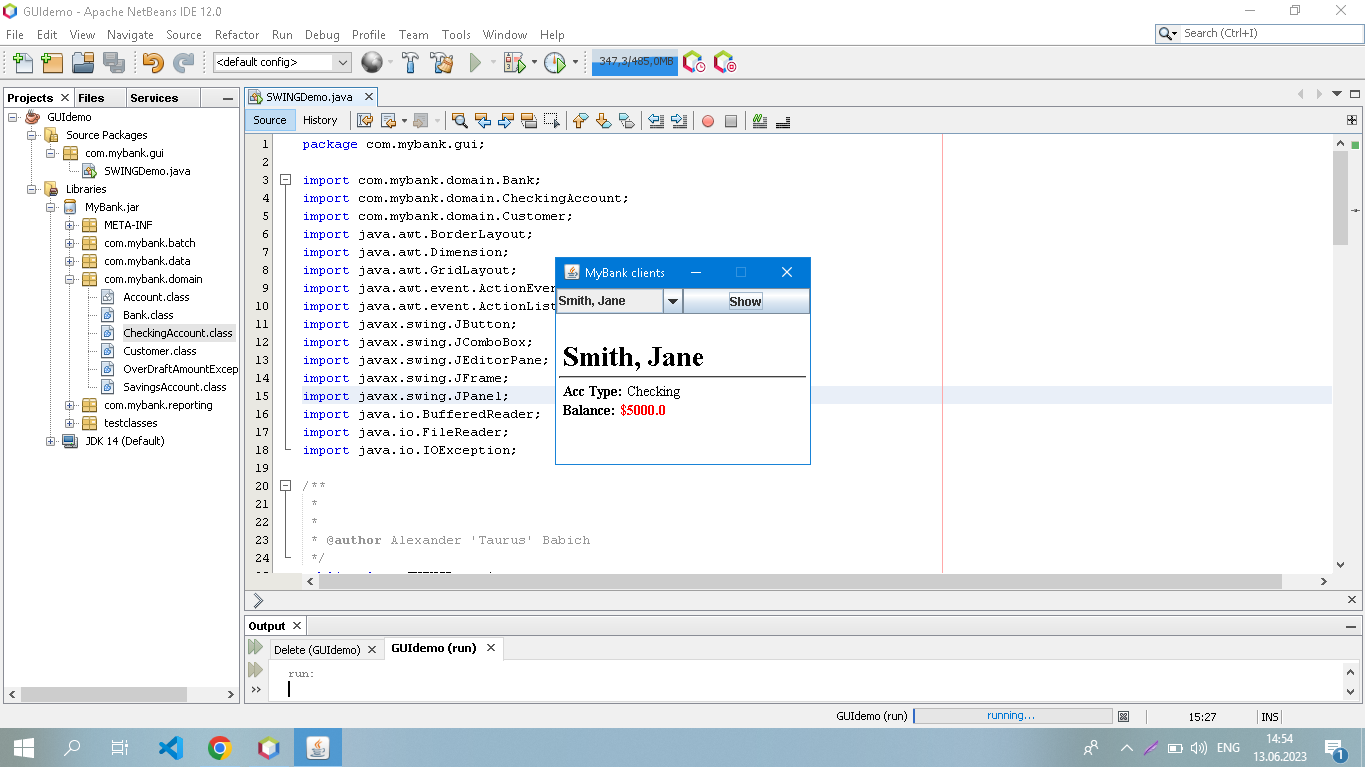 GUIdemo - Apache NetBeans IDE 12.0
File Edit View Navigate Source Refactor Run Debug Profile Team Tools Window Help
Search (Ctrl+I)
<default config>
347,3/485,0MB
Projects Files Services
GUIdemo
Source Packages
com.mybank.gui
SWINGDemo.java
Libraries
MyBank.jar
META-INF
com.mybank.batch
com.mybank.data
com.mybank.domain
Account.class
Bank.class
CheckingAccount.class
Customer.class
OverDraftAmountExcep
SavingsAccount.class
com.mybank.reporting
testclasses
JDK 14 (Default)
SWINGDemo.java
Source History
1 package com.mybank.gui;
2
3 import com.mybank.domain.Bank;
4 import com.mybank.domain.CheckingAccount;
5 import com.mybank.domain.Customer;
6 import java.awt.BorderLayout;
7 import java.awt.Dimension;
8 import java.awt.GridLayout;
9 import java.awt.event.ActionEven
10 import java.awt.event.ActionList
11 import javax.swing.JButton;
12 import javax.swing.JComboBox;
13 import javax.swing.JEditorPane;
14 import javax.swing.JFrame;
15 import javax.swing.JPanel;
16 import java.io.BufferedReader;
17 import java.io.FileReader;
18 import java.io.IOException;
19
20 /**
21 *
22 *
23 * @author Alexander 'Taurus' Babich
24 */
MyBank clients
Smith, Jane Show
Smith, Jane
Acc Type: Checking
Balance: $5000.0
Output
Delete (GUIdemo) GUIdemo (run)
run:
GUIdemo (run) running... 15:27 INS
ENG 14:54
13.06.2023
1